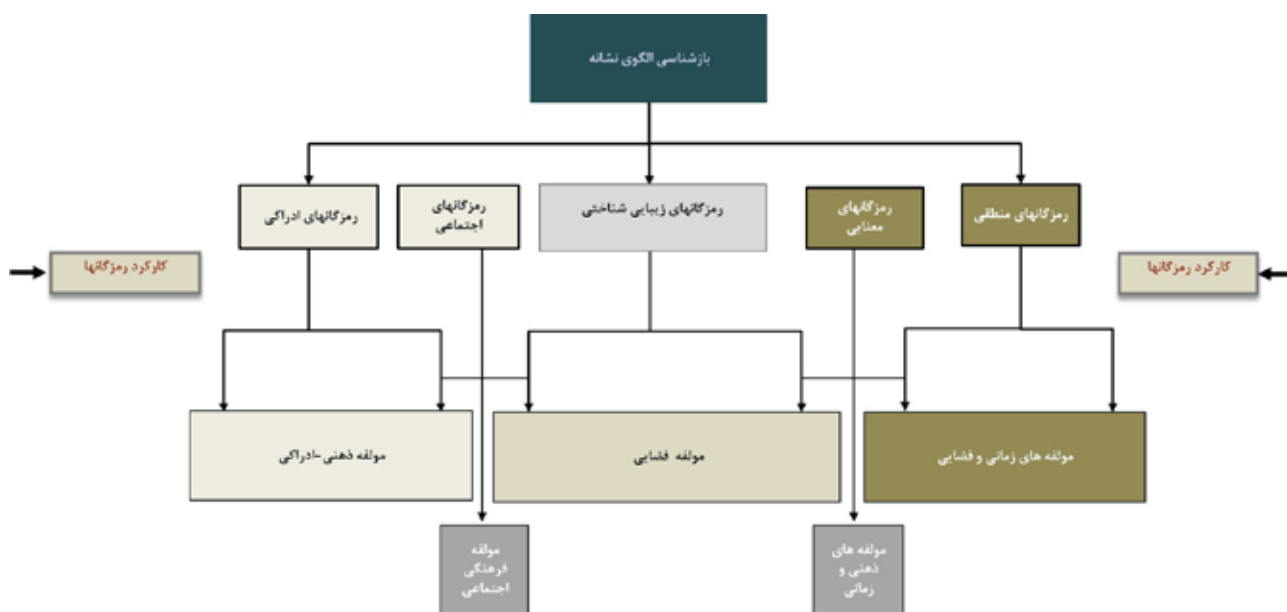 بازشناسی الگوی نشانه
رمزگانهای منطقی
رمزگانهای
معنایی
رمزگانهای زیبایی شناختی
رمزگانهای
اجتماعی
رمزگانهای ادراکی
کارکرد رمزگانها
کارکرد رمزگانها
مولفه های زمانی و فضایی
مولفه فضایی
مولفه ذهنی-ادراکی
مولفه های
ذهنی و
زمانی
مولفه
فرهنگی
اجتماعی